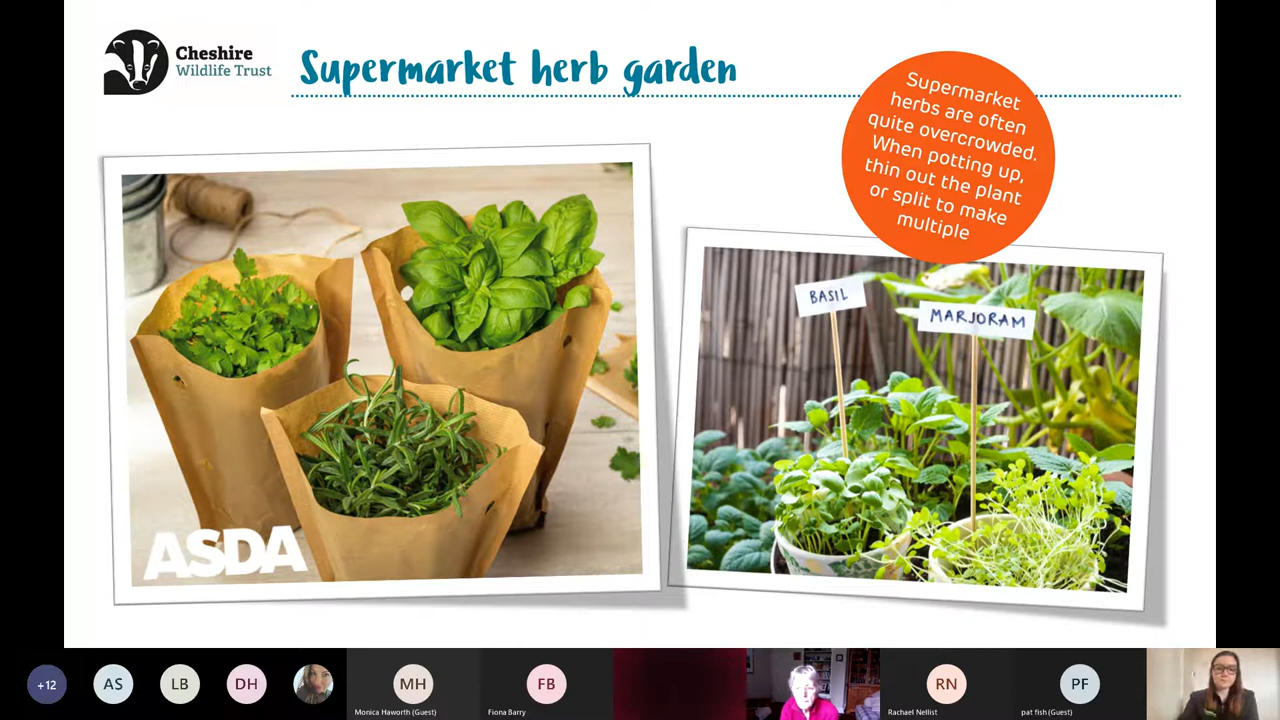 Cheshire
Wildlife Trust
Supermarket herb garden
Supermarket
herbs are often
quite overcrowded.
When potting up,
thin out the plant
or split to make
multiple
BASIL
MARJORAM
ASDA
+12
AS
LB
DH
MH
Monica Haworth (Guest)
FB
Fiona Barry
RN
Rachael Nellist
PF
pat fish (Guest)